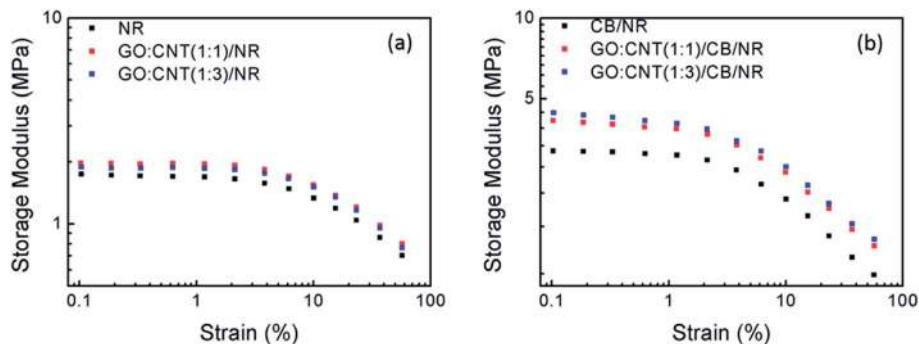 10
NR
GO:CNT(1:1)/NR
GO:CNT(1:3)/NR
(a)
Storage Modulus (MPa)
1
0.1
1
10
100
Strain (%)
10
CB/NR
GO:CNT(1:1)/CB/NR
GO:CNT(1:3)/CB/NR
(b)
Storage Modulus (MPa)
5
0.1
1
10
100
Strain (%)